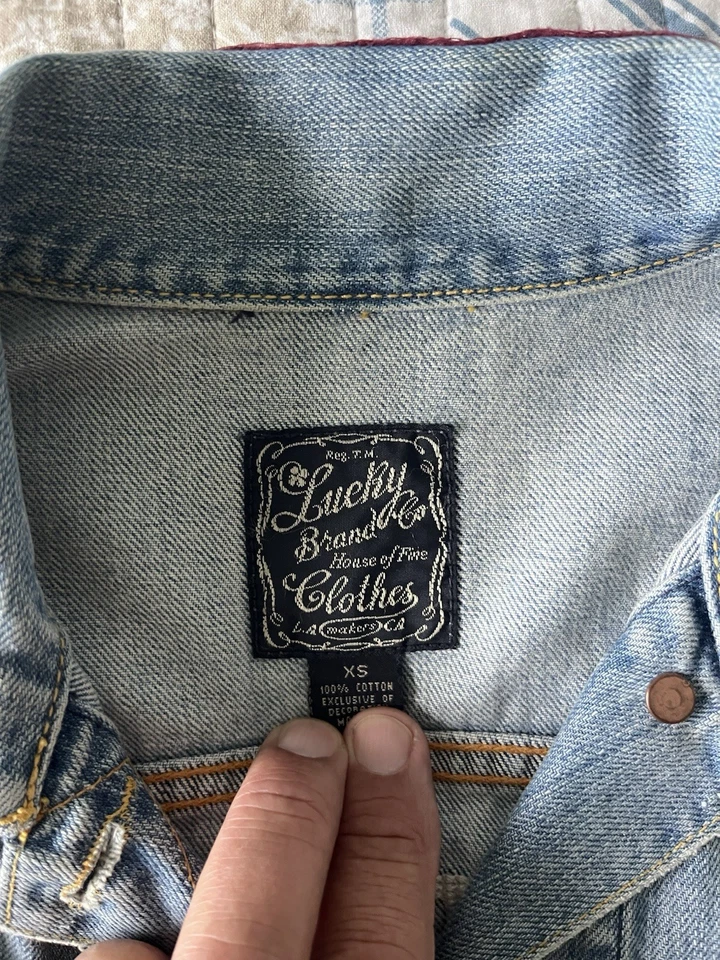 Reg. T.M.
Lucky
Brand & Co
House of Fine
Clothes
L.A. makers CA
XS
100% COTTON
EXCLUSIVE OF